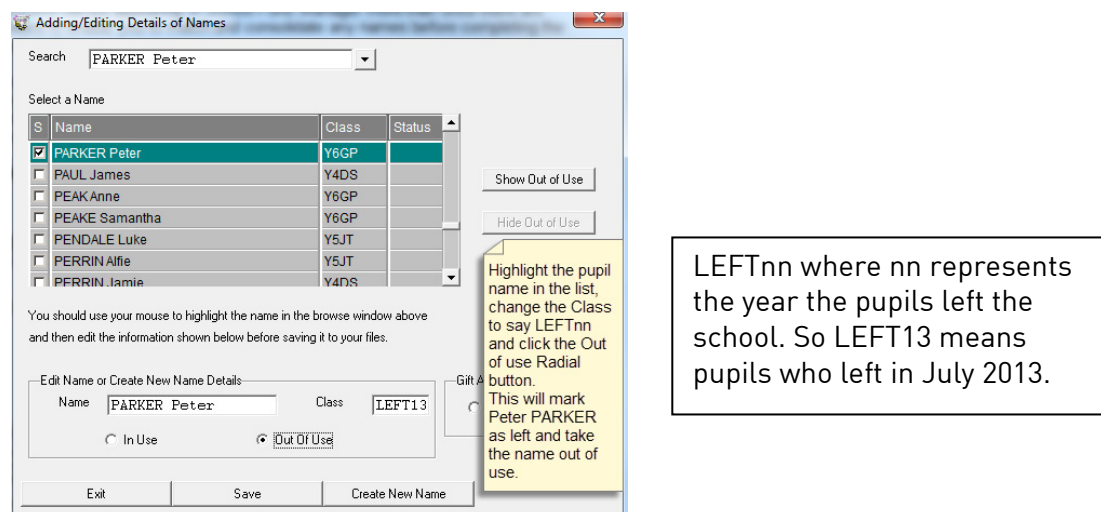 Adding/Editing Details of Names
x
Search PARKER Peter
Select a Name
S Name Class Status
PARKER Peter Y6GP
PAUL James Y4DS
PEAK Anne Y6GP
PEAKE Samantha Y6GP
PENDALE Luke Y5JT
PERRIN Alfie Y5JT
PERRIN Jamie Y4DS
Show Out of Use
Hide Out of Use
You should use your mouse to highlight the name in the browse window above
and then edit the information shown below before saving it to your files.
Edit Name or Create New Name Details
Name PARKER Peter Class LEFT13
In Use Out Of Use
Gift A
Exit Save Create New Name
Highlight the pupil
name in the list,
change the Class
to say LEFTnn
and click the Out
of use Radial
button.
This will mark
Peter PARKER
as left and take
the name out of
use.
LEFTnn where nn represents
the year the pupils left the
school. So LEFT13 means
pupils who left in July 2013.